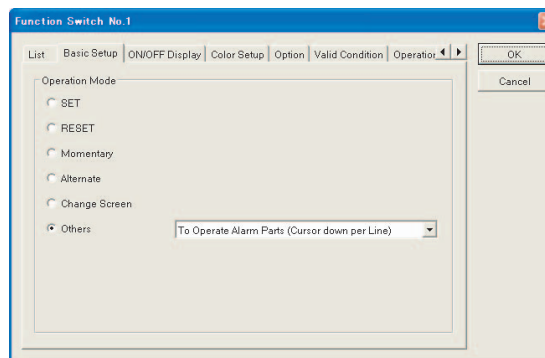 Function Switch No.1
List Basic Setup ON/OFF Display Color Setup Option Valid Condition Operation
OK
Cancel
Operation Mode
SET
RESET
Momentary
Alternate
Change Screen
Others To Operate Alarm Parts (Cursor down per Line)